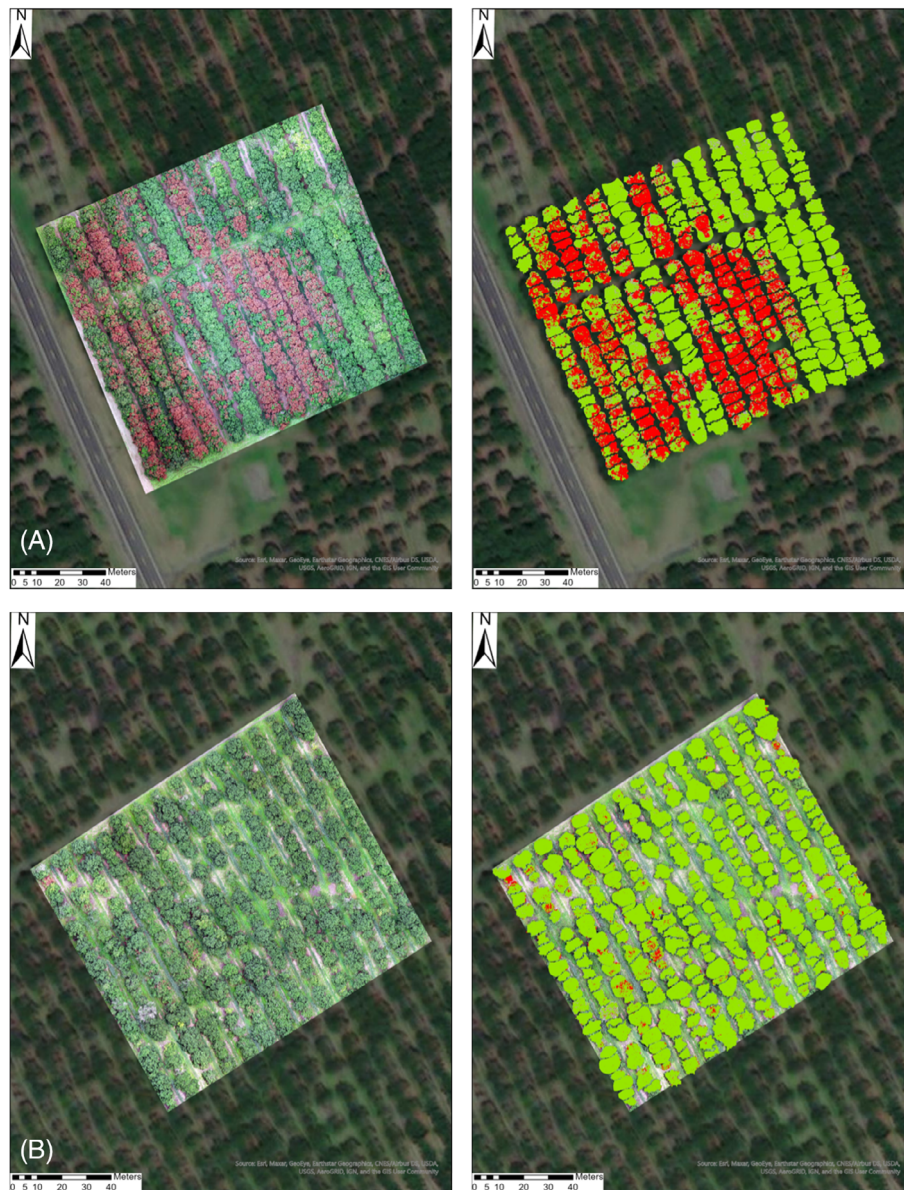 N
N
Source: Esri, Maxar, GeoEye, Earthstar Geographics, CNES/Airbus DS, USDA,
USGS, AeroGRID, IGN, and the GIS User Community
Source: Esri, Maxar, GeoEye, Earthstar Geographics, CNES/Airbus DS, USDA,
USGS, AeroGRID, IGN, and the GIS User Community
(A)
Meters
0 5 10 20 30 40
Meters
0 5 10 20 30 40
N
N
(B)
Source: Esri, Maxar, GeoEye, Earthstar Geographics, CNES/Airbus DS, USDA,
USGS, AeroGRID, IGN, and the GIS User Community
Source: Esri, Maxar, GeoEye, Earthstar Geographics, CNES/Airbus DS, USDA,
USGS, AeroGRID, IGN, and the GIS User Community
Meters
0 5 10 20 30 40
Meters
0 5 10 20 30 40